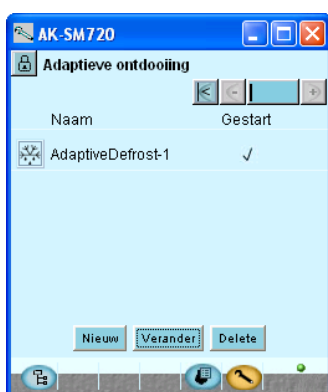 AK-SM720
Adaptieve ontdooiing
Naam Gestart
AdaptiveDefrost-1
Nieuw Verander Delete